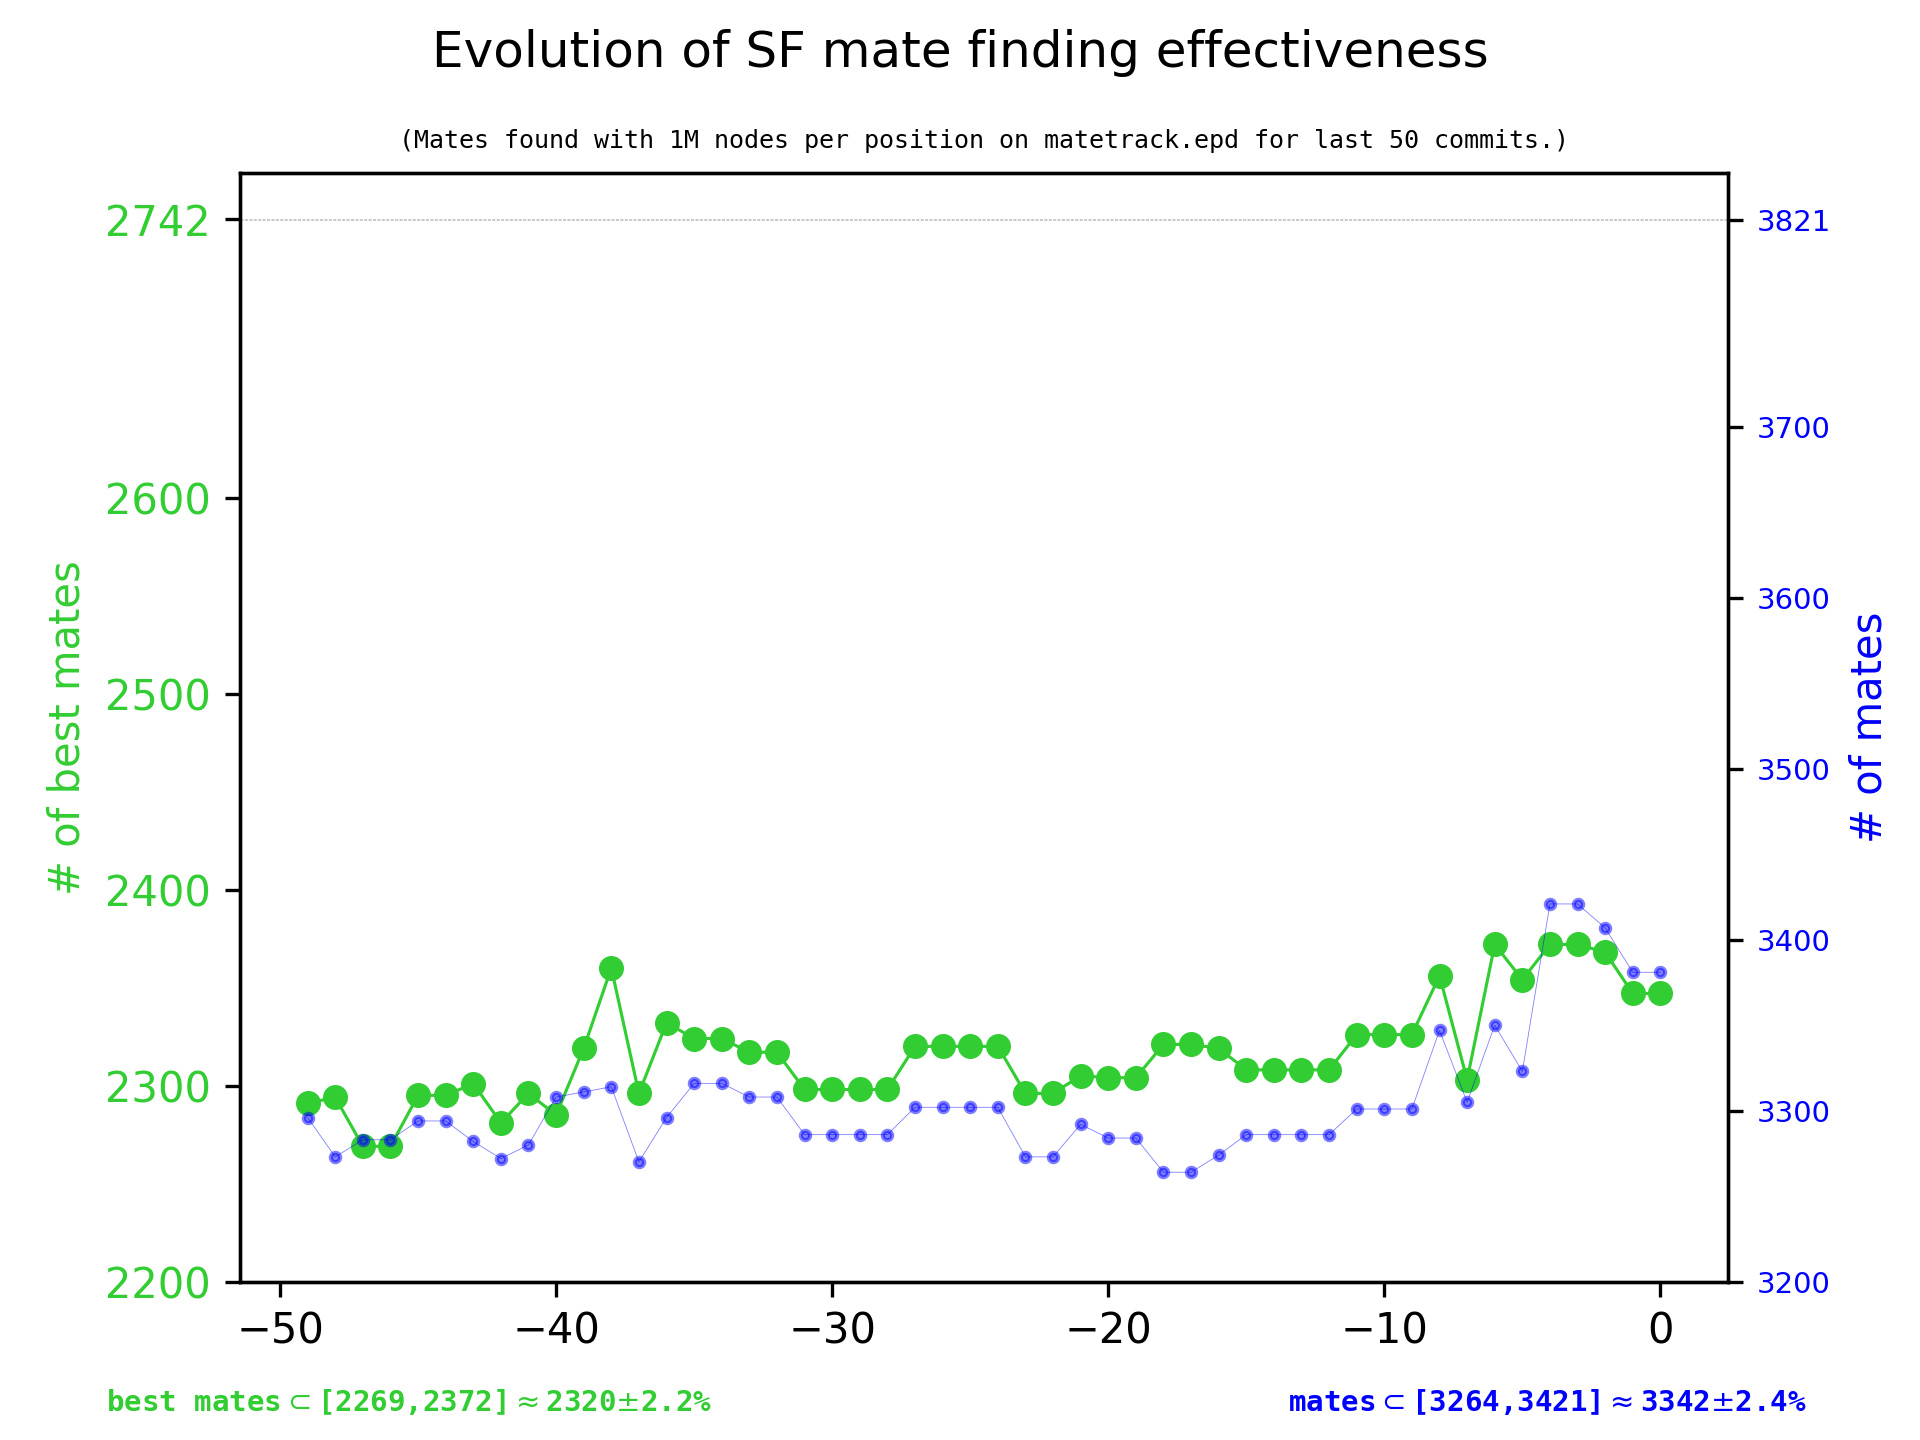 Evolution of SF mate finding effectiveness
(Mates found with 1M nodes per position on matetrack.epd for last 50 commits.)
# of best mates
2742
2600
2500
2400
2300
2200
3821
3700
3600
3500
3400
3300
3200
# of mates
−50 −40 −30 −20 −10 0
best mates ⊂ [2269,2372] ≈ 2320±2.2%
mates ⊂ [3264,3421] ≈ 3342±2.4%